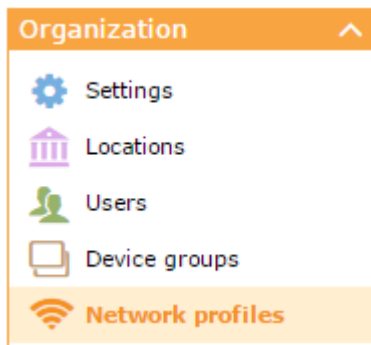 Organization
Settings
Locations
Users
Device groups
Network profiles